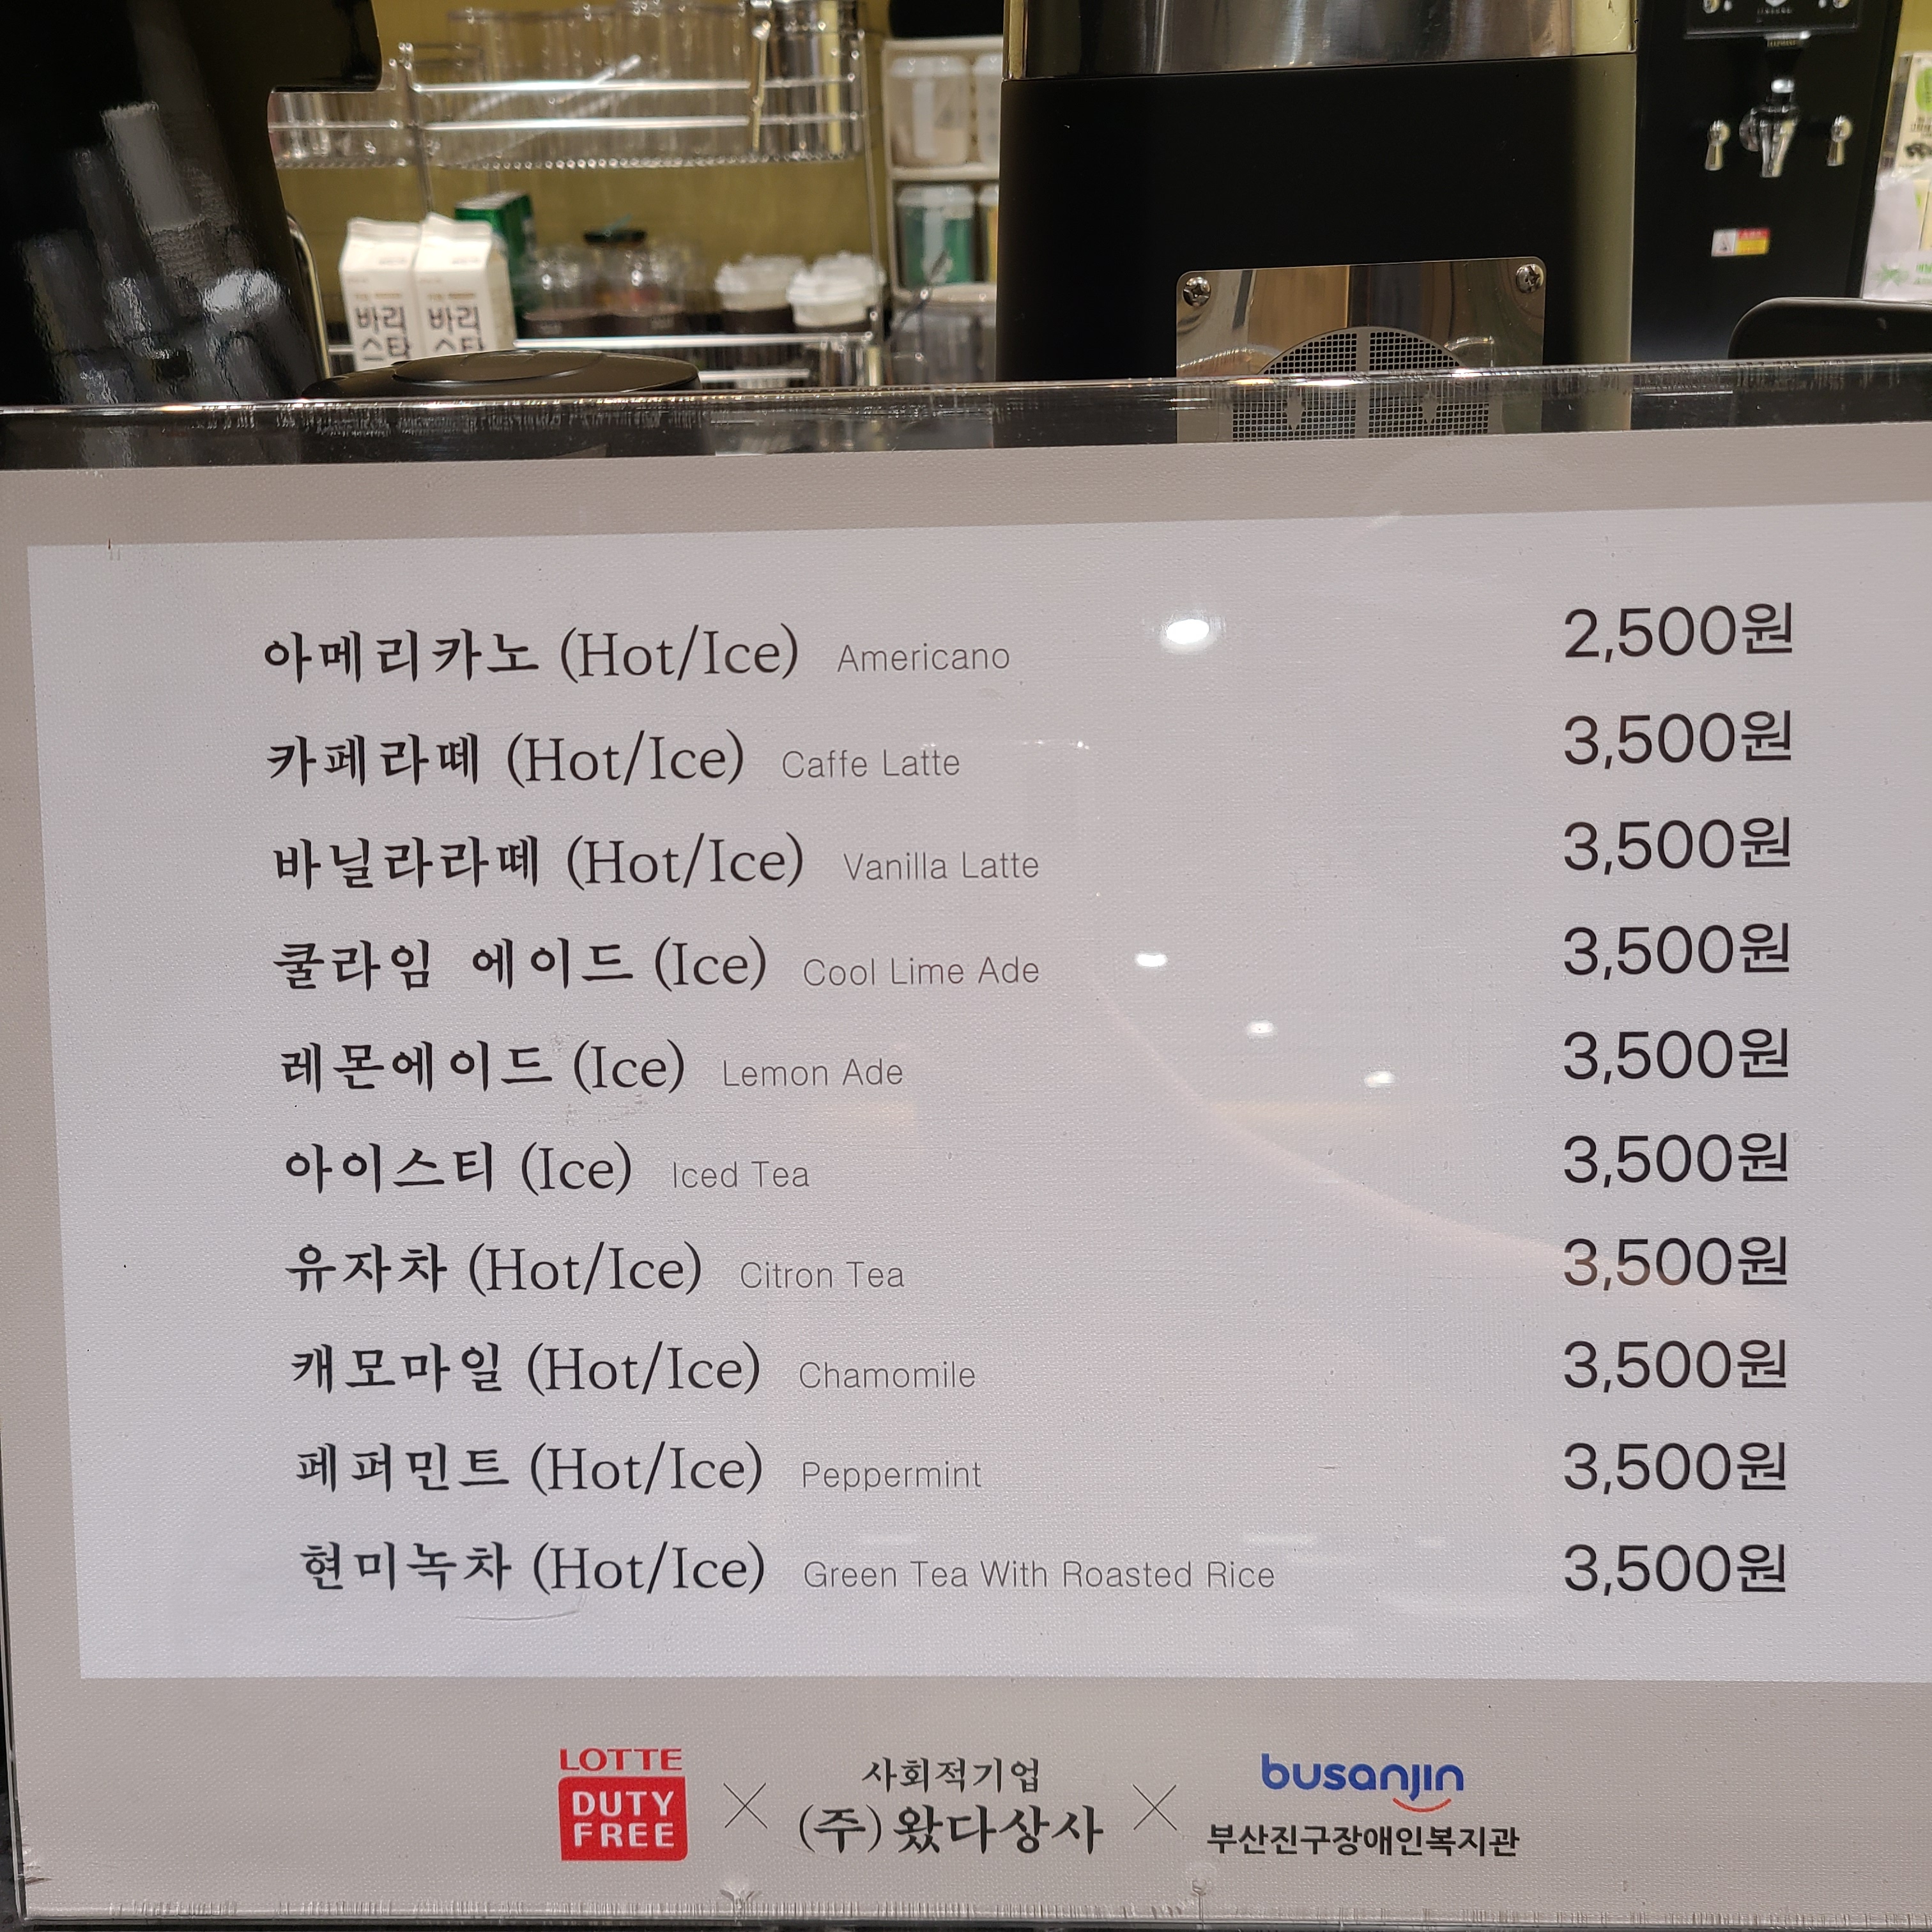 바리
스타
바리
스타
아메리카노 (Hot/Ice) Americano 2,500원
카페라떼 (Hot/Ice) Caffe Latte 3,500원
바닐라라떼 (Hot/Ice) Vanilla Latte 3,500원
쿨라임 에이드 (Ice) Cool Lime Ade 3,500원
레몬에이드 (Ice) Lemon Ade 3,500원
아이스티 (Ice) Iced Tea 3,500원
유자차 (Hot/Ice) Citron Tea 3,500원
캐모마일 (Hot/Ice) Chamomile 3,500원
페퍼민트 (Hot/Ice) Peppermint 3,500원
현미녹차 (Hot/Ice) Green Tea With Roasted Rice 3,500원
LOTTE
DUTY
FREE
사회적기업
(주)왔다상사
busanjin
부산진구장애인복지관